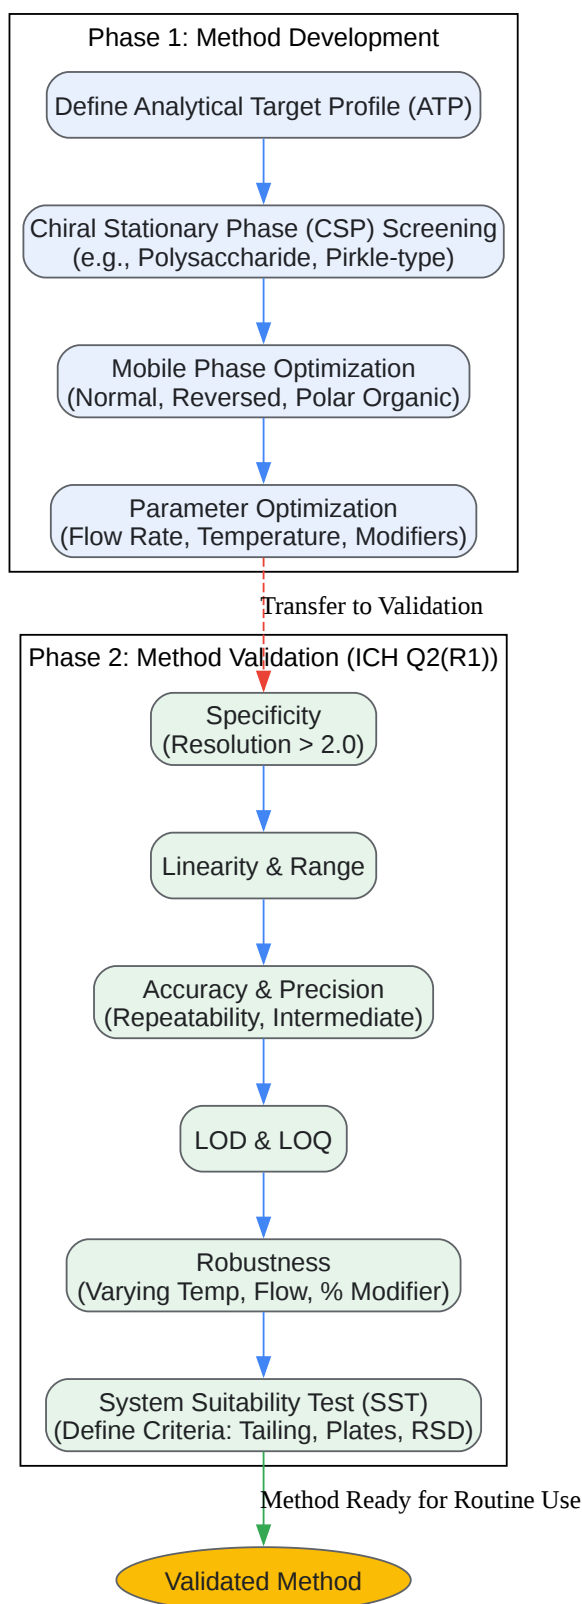 Phase 1: Method Development
Define Analytical Target Profile (ATP)
Chiral Stationary Phase (CSP) Screening
(e.g., Polysaccharide, Pirkle-type)
Mobile Phase Optimization
(Normal, Reversed, Polar Organic)
Parameter Optimization
(Flow Rate, Temperature, Modifiers)
Transfer to Validation
Phase 2: Method Validation (ICH Q2(R1))
Specificity
(Resolution > 2.0)
Linearity & Range
Accuracy & Precision
(Repeatability, Intermediate)
LOD & LOQ
Robustness
(Varying Temp, Flow, % Modifier)
System Suitability Test (SST)
(Define Criteria: Tailing, Plates, RSD)
Method Ready for Routine Use
Validated Method